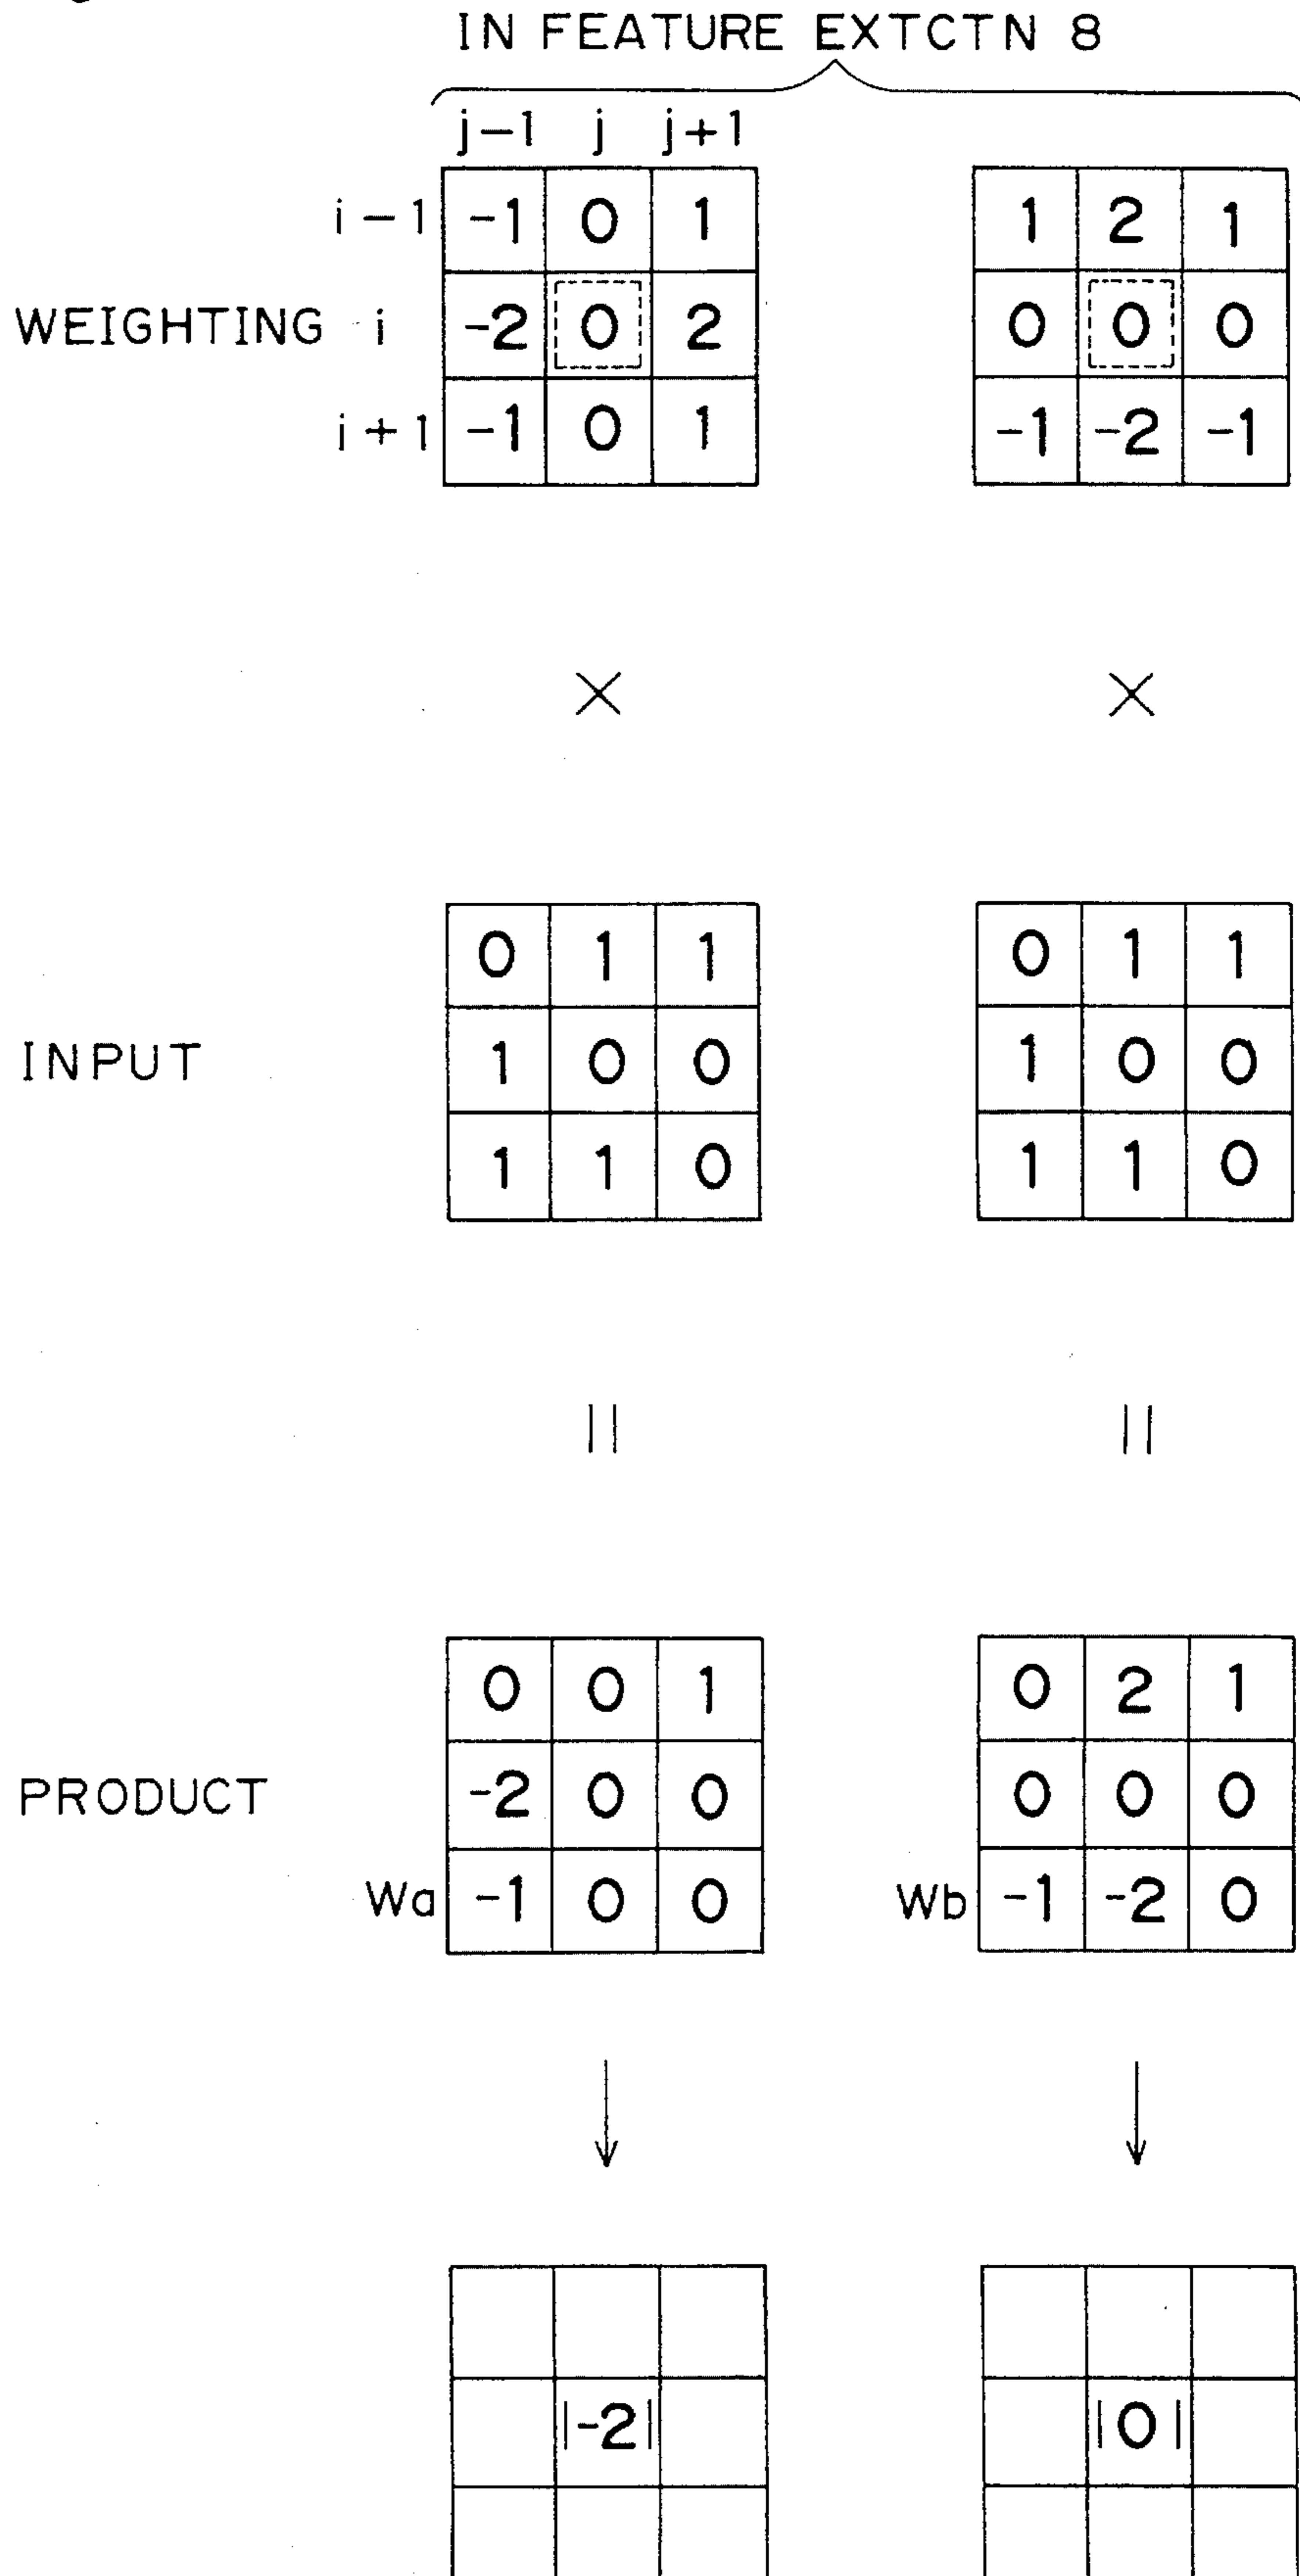 IN FEATURE EXTCTN 8
j-1 j j+1
i-1 -1 0 1 1 2 1
WEIGHTING i -2 0 2 0 0 0
i+1 -1 0 1 -1 -2 -1
× ×
0 1 1 0 1 1
INPUT 1 0 0 1 0 0
1 1 0 1 1 0
|| ||
0 0 1 0 2 1
PRODUCT -2 0 0 0 0 0
Wa -1 0 0 Wb -1 -2 0
|-2| |0|